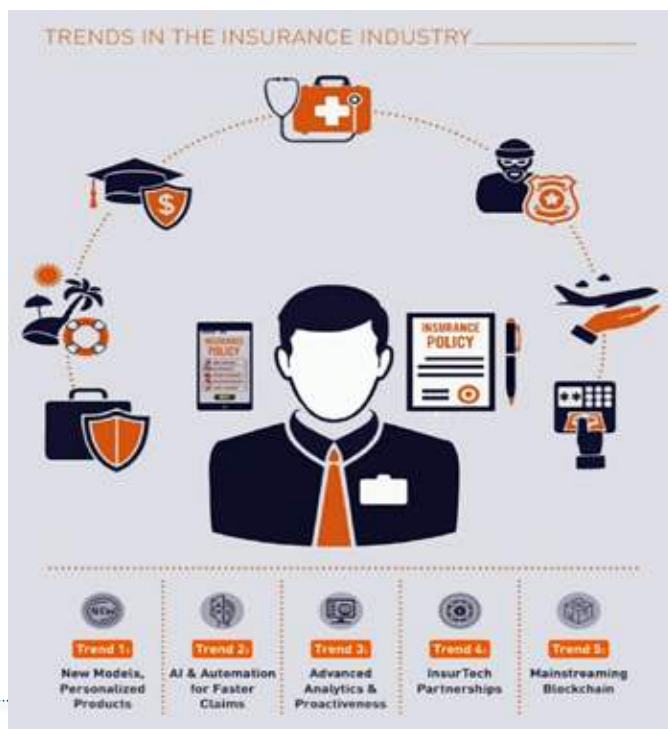 TRENDS IN THE INSURANCE INDUSTRY
INSURANCE
POLICY
INSURANCE
POLICY
$
Trend 1:
New Models,
Personalized
Products
Trend 2:
AI & Automation
for Faster
Claims
Trend 3:
Advanced
Analytics &
Proactiveness
Trend 4:
InsurTech
Partnerships
Trend 5:
Mainstreaming
Blockchain